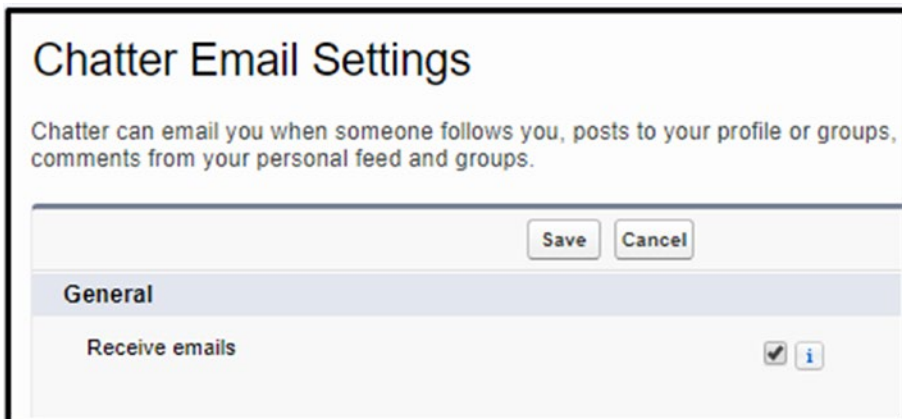 Chatter Email Settings
Chatter can email you when someone follows you, posts to your profile or groups,
comments from your personal feed and groups.
Save Cancel
General
Receive emails
i